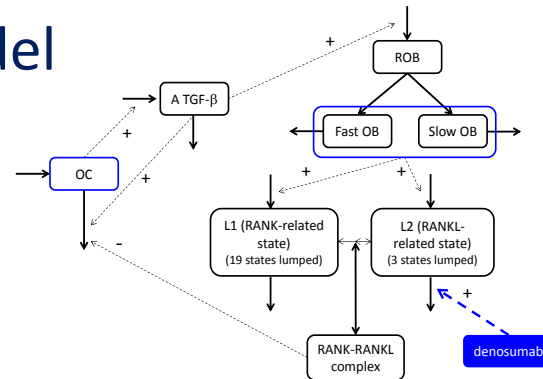 del
+
ROB
A TGF-β
+
Fast OB
Slow OB
OC
+
+
+
L1 (RANK-related
state)
(19 states lumped)
L2 (RANKL-
related state)
(3 states lumped)
-
+
RANK-RANKL
complex
denosumab